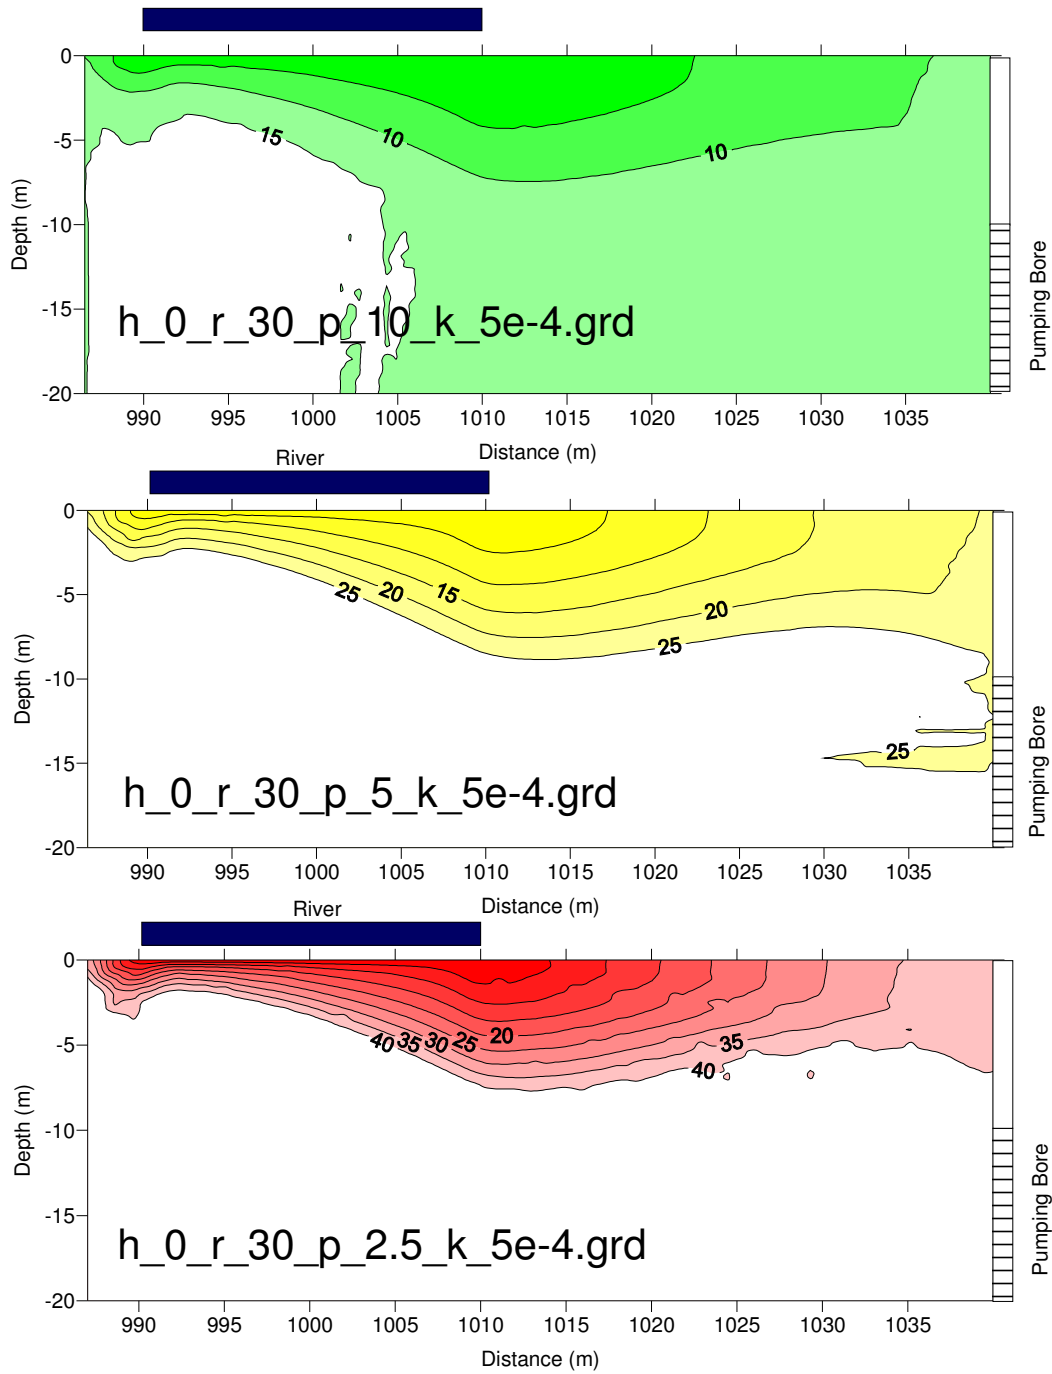 0
-5
-10
-15
-20
Depth (m)
15
10
10
h_0_r_30_p_10_k_5e-4.grd
Pumping Bore
990 995 1000 1005 1010 1015 1020 1025 1030 1035
Distance (m)
River
0
-5
-10
-15
-20
Depth (m)
25 20 15
20
25
25
h_0_r_30_p_5_k_5e-4.grd
Pumping Bore
990 995 1000 1005 1010 1015 1020 1025 1030 1035
Distance (m)
River
0
-5
-10
-15
-20
Depth (m)
40 35 30 25 20
35
40
h_0_r_30_p_2.5_k_5e-4.grd
Pumping Bore
990 995 1000 1005 1010 1015 1020 1025 1030 1035
Distance (m)